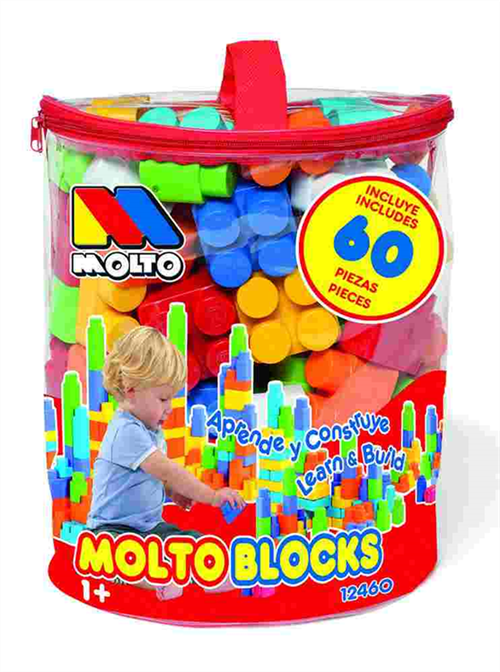 MOLTO
INCLUYE
INCLUDES
60
PIEZAS
PIECES
Aprende y Construye
Learn & Build
MOLTO BLOCKS
1+
12460